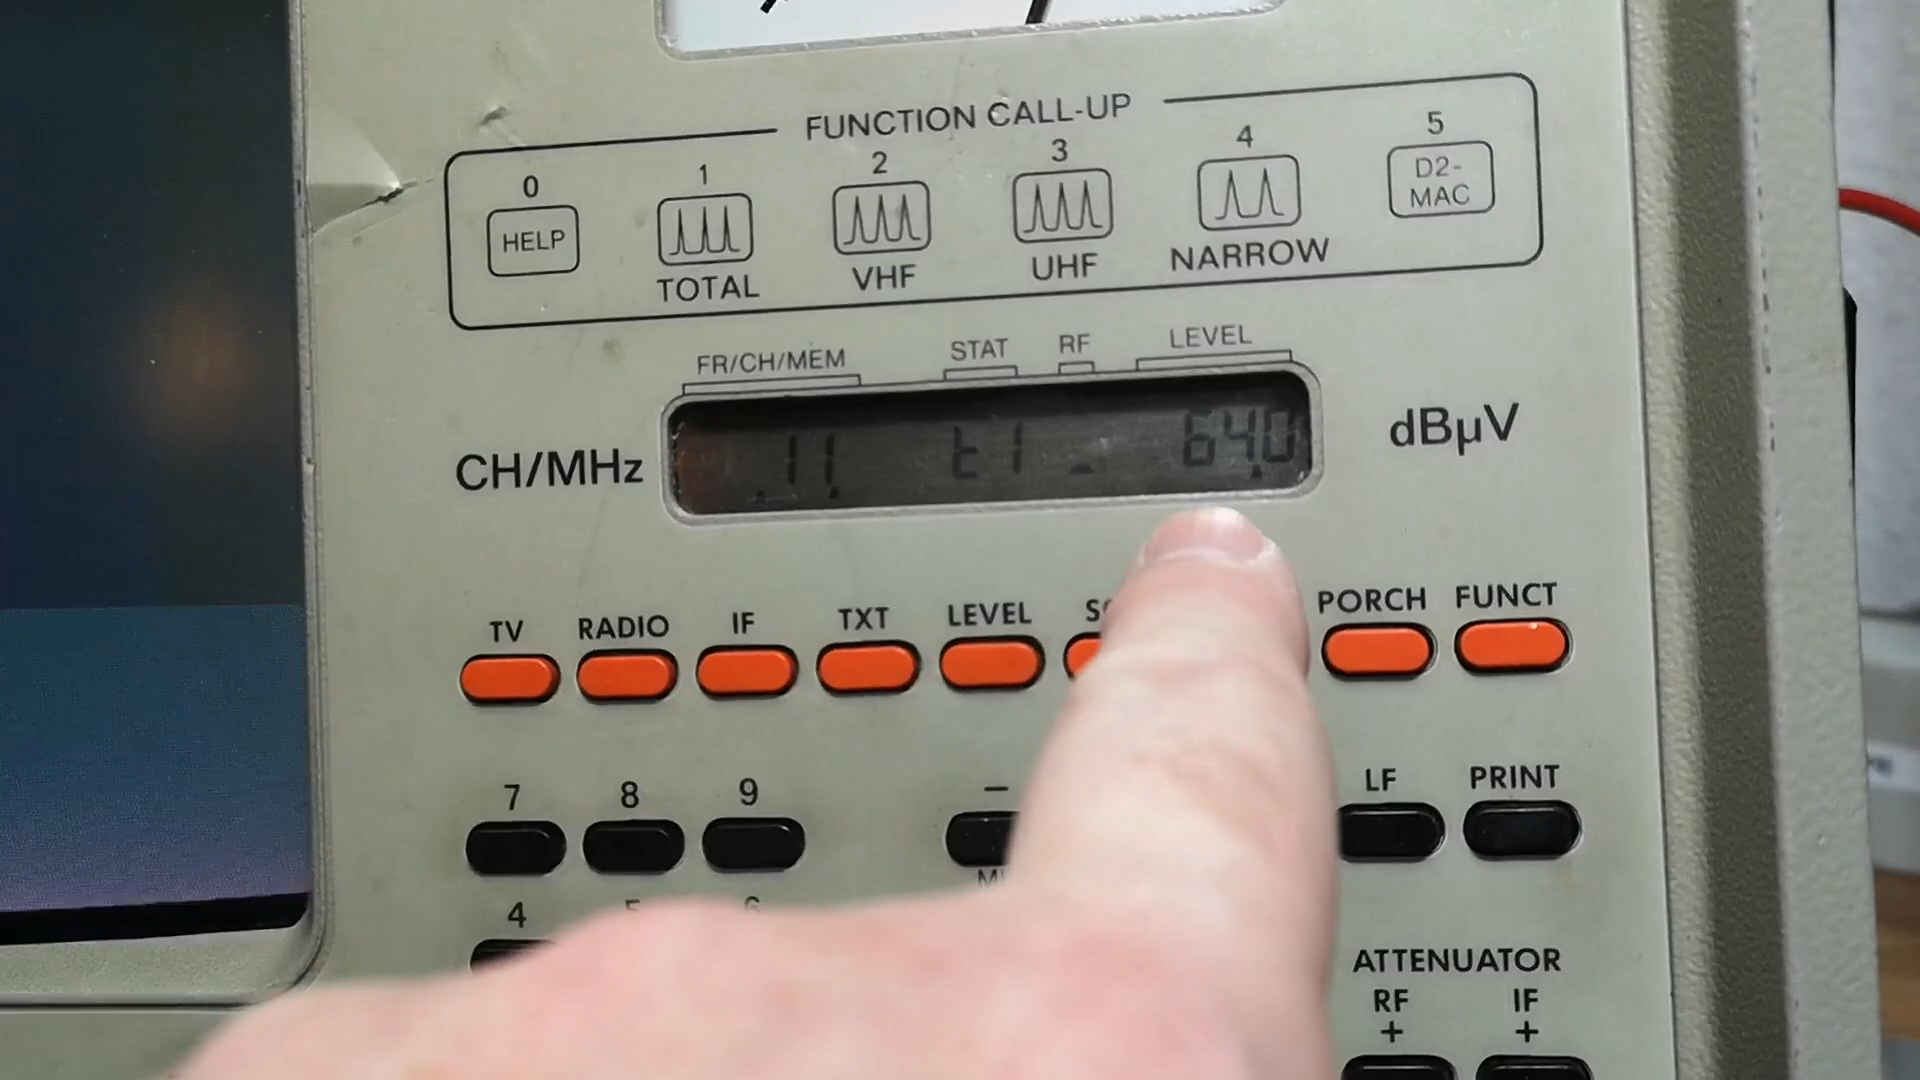 FUNCTION CALL-UP
0 1 2 3 4 5
HELP D2-MAC
TOTAL VHF UHF NARROW
FR/CH/MEM STAT RF LEVEL
CH/MHz 11 t1 64.0 dBµV
TV RADIO IF TXT LEVEL PORCH FUNCT
7 8 9 – LF PRINT
4
ATTENUATOR
RF IF
+ +